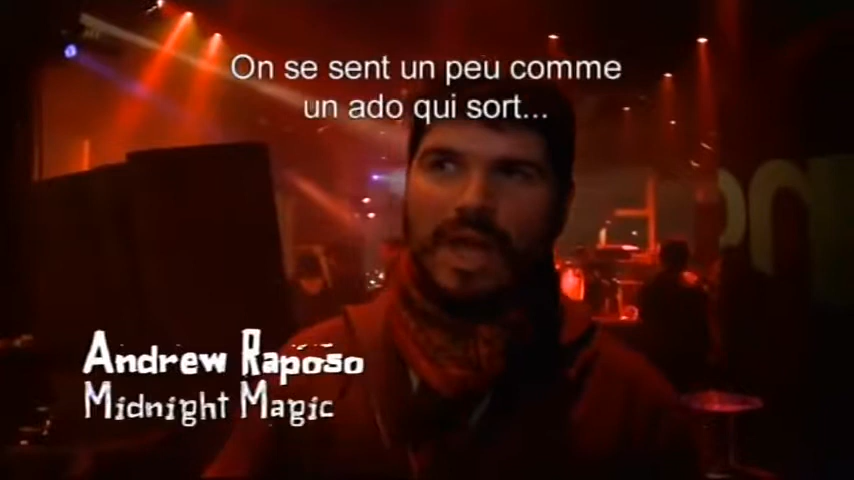 On se sent un peu comme
un ado qui sort...
Andrew Raposo
Midnight Magic